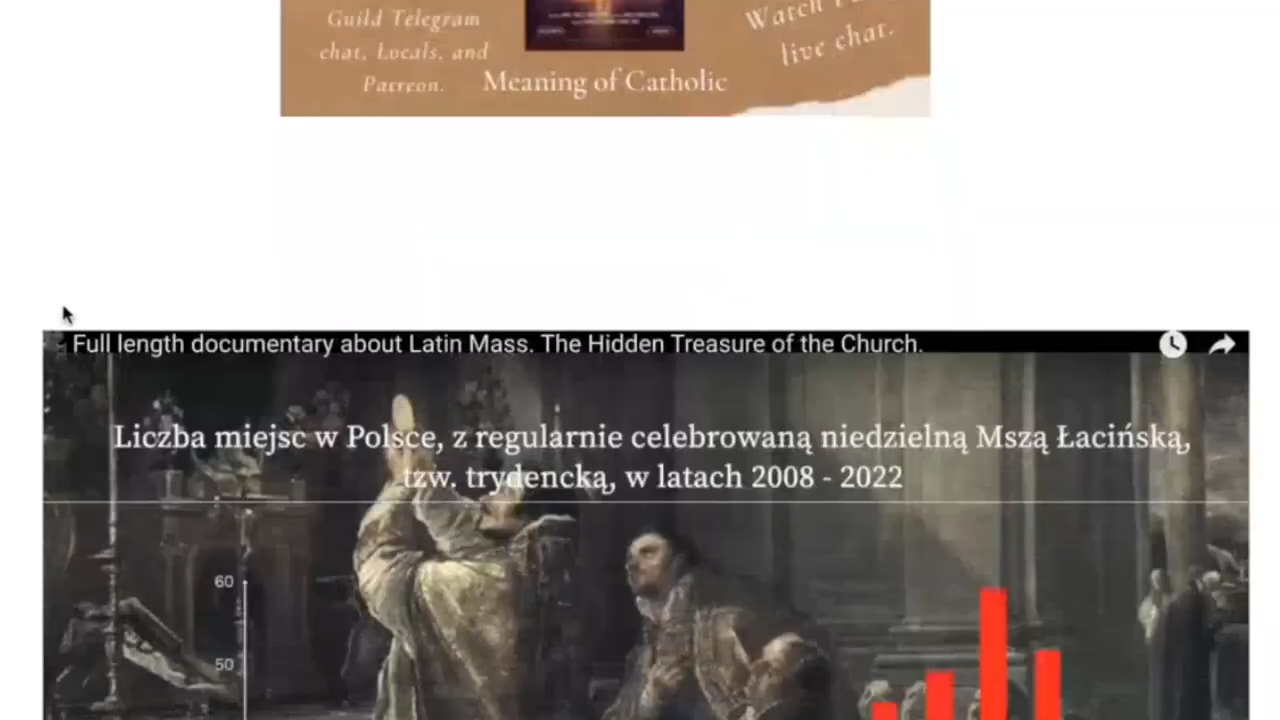 Guild Telegram
chat, Locals, and
Patreon.
Watch
live chat.
Meaning of Catholic
Full length documentary about Latin Mass. The Hidden Treasure of the Church.
Liczba miejsc w Polsce, z regularnie celebrowaną niedzielną Mszą Łacińską,
tzw. trydencką, w latach 2008 - 2022
60
50